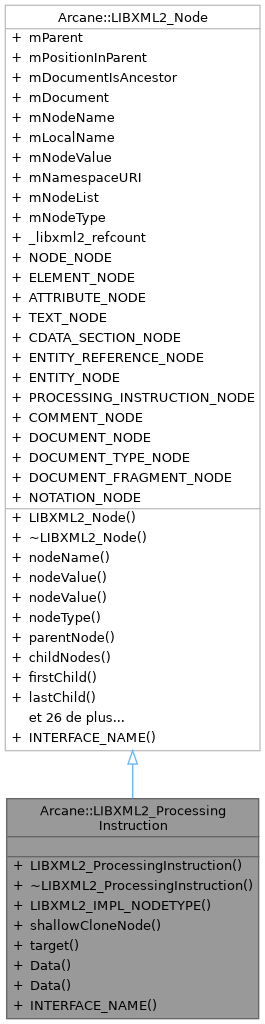 Arcane::LIBXML2_Node
+ mParent
+ mPositionInParent
+ mDocumentIsAncestor
+ mDocument
+ mNodeName
+ mLocalName
+ mNodeValue
+ mNamespaceURI
+ mNodeList
+ mNodeType
+ _libxml2_refcount
+ NODE_NODE
+ ELEMENT_NODE
+ ATTRIBUTE_NODE
+ TEXT_NODE
+ CDATA_SECTION_NODE
+ ENTITY_REFERENCE_NODE
+ ENTITY_NODE
+ PROCESSING_INSTRUCTION_NODE
+ COMMENT_NODE
+ DOCUMENT_NODE
+ DOCUMENT_TYPE_NODE
+ DOCUMENT_FRAGMENT_NODE
+ NOTATION_NODE
+ LIBXML2_Node()
+ ~LIBXML2_Node()
+ nodeName()
+ nodeValue()
+ nodeValue()
+ nodeType()
+ parentNode()
+ childNodes()
+ firstChild()
+ lastChild()
et 26 de plus...
+ INTERFACE_NAME()
Arcane::LIBXML2_Processing
Instruction
+ LIBXML2_ProcessingInstruction()
+ ~LIBXML2_ProcessingInstruction()
+ LIBXML2_IMPL_NODETYPE()
+ shallowCloneNode()
+ target()
+ Data()
+ Data()
+ INTERFACE_NAME()